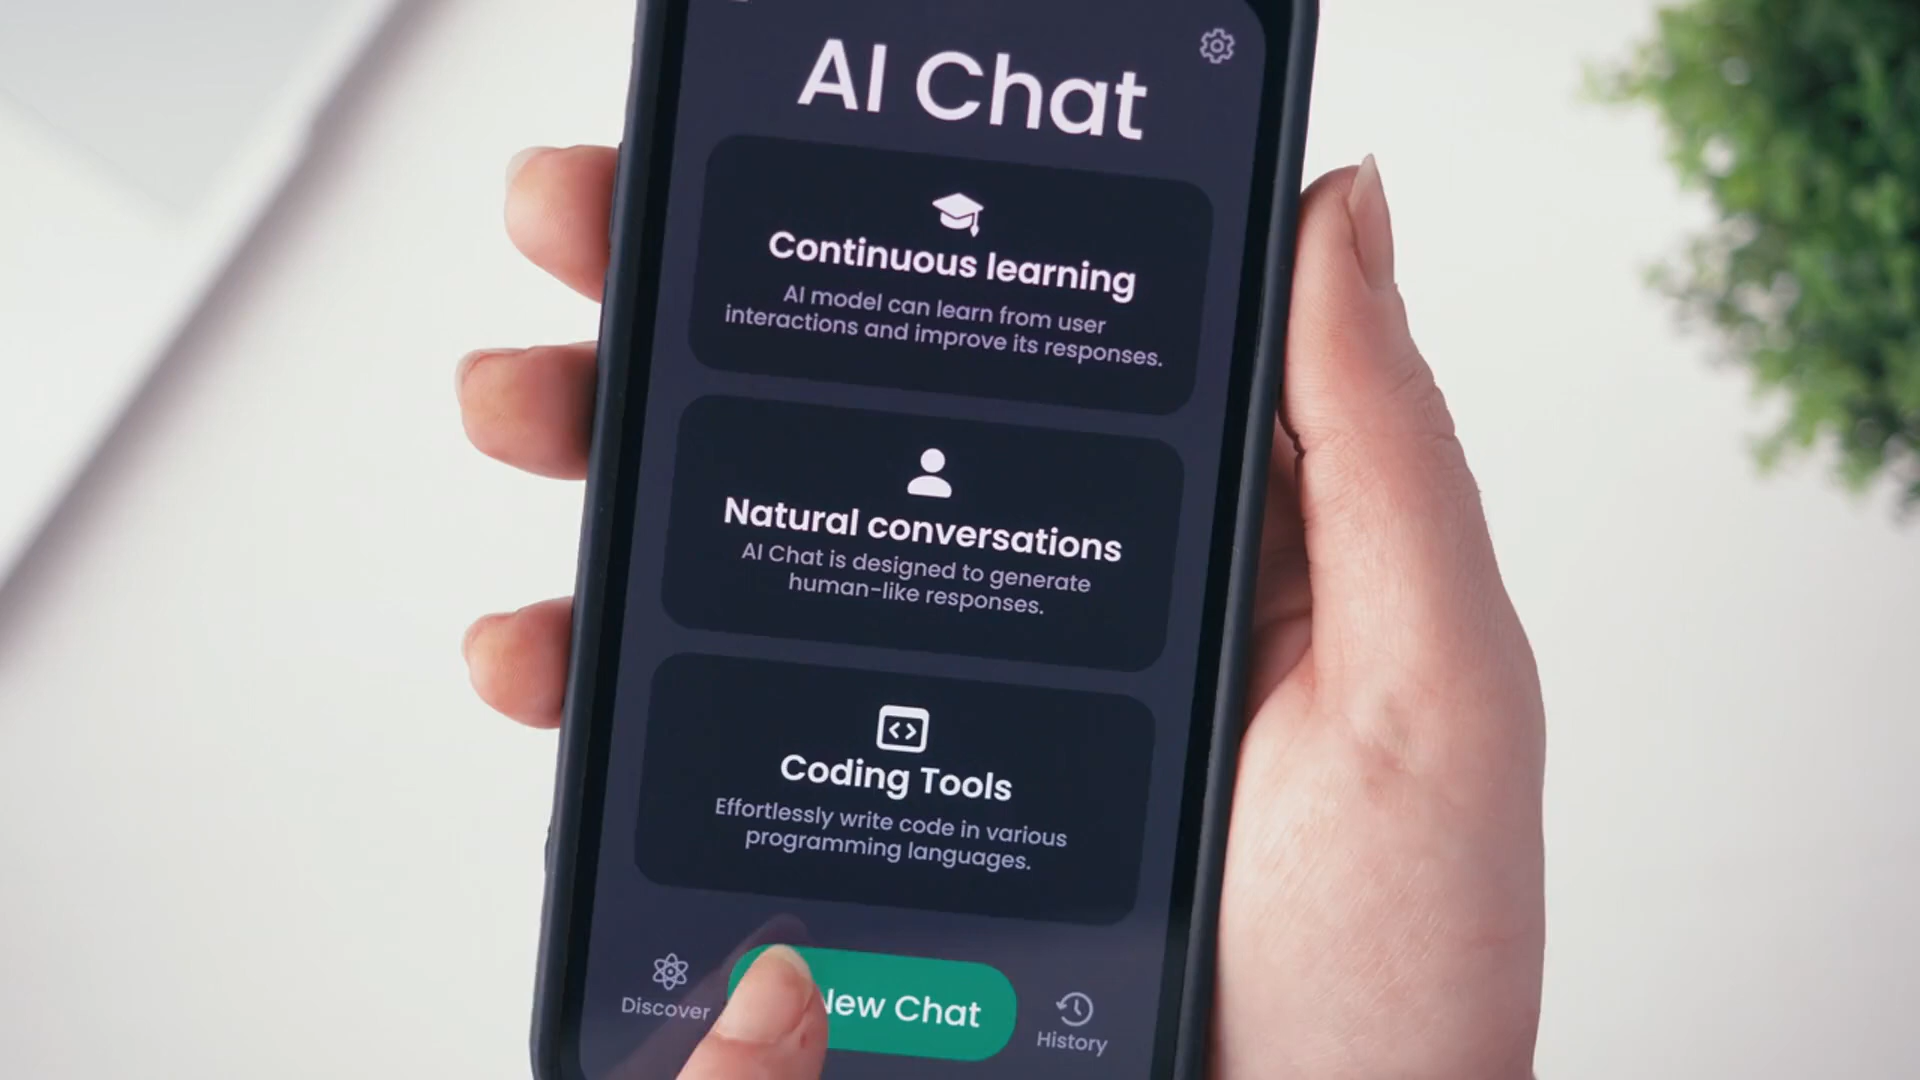 AI Chat
Continuous learning
AI model can learn from user
interactions and improve its responses.
Natural conversations
AI Chat is designed to generate
human-like responses.
Coding Tools
Effortlessly write code in various
programming languages.
Discover
Chat
History